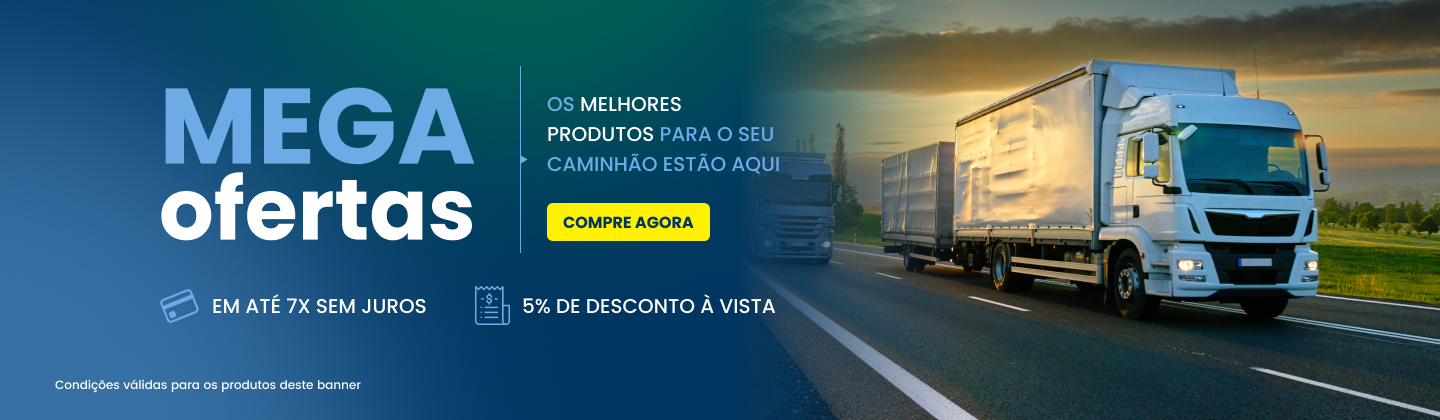 MEGA
ofertas
OS MELHORES
PRODUTOS PARA O SEU
CAMINHÃO ESTÃO AQUI
COMPRE AGORA
EM ATÉ 7X SEM JUROS
5% DE DESCONTO À VISTA
Condições válidas para os produtos deste banner